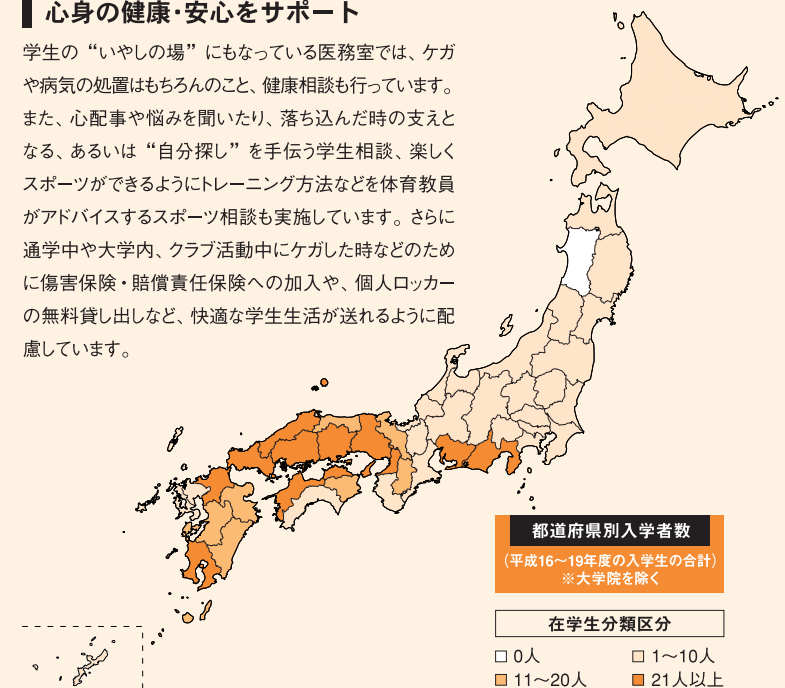 心身の健康・安心をサポート
学生の“いやしの場”にもなっている医務室では、ケガ
や病気の処置はもちろんのこと、健康相談も行っています。
また、心配事や悩みを聞いたり、落ち込んだ時の支えと
なる、あるいは“自分探し”を手伝う学生相談、楽しく
スポーツができるようにトレーニング方法などを体育教員
がアドバイスするスポーツ相談も実施しています。さらに
通学中や大学内、クラブ活動中にケガした時などのため
に傷害保険・賠償責任保険への加入や、個人ロッカー
の無料貸し出しなど、快適な学生生活が送れるように配
慮しています。
都道府県別入学者数
（平成16〜19年度の入学生の合計）
※大学院を除く
在学生分類区分
0人
1〜10人
11〜20人
21人以上